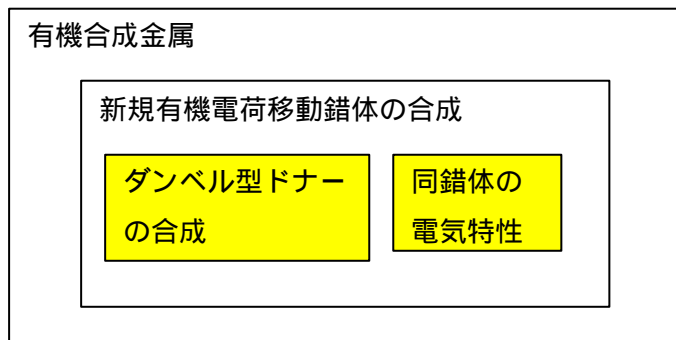 有機合成金属
新規有機電荷移動錯体の合成
ダンベル型ドナー
の合成
同錯体の
電気特性